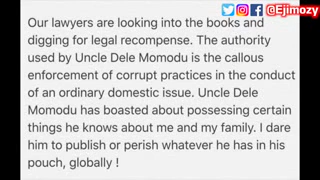 @Ejimozy
Our lawyers are looking into the books and
digging for legal recompense. The authority
used by Uncle Dele Momodu is the callous
enforcement of corrupt practices in the conduct
of an ordinary domestic issue. Uncle Dele
Momodu has boasted about possessing certain
things he knows about me and my family. I dare
him to publish or perish whatever he has in his
pouch, globally !